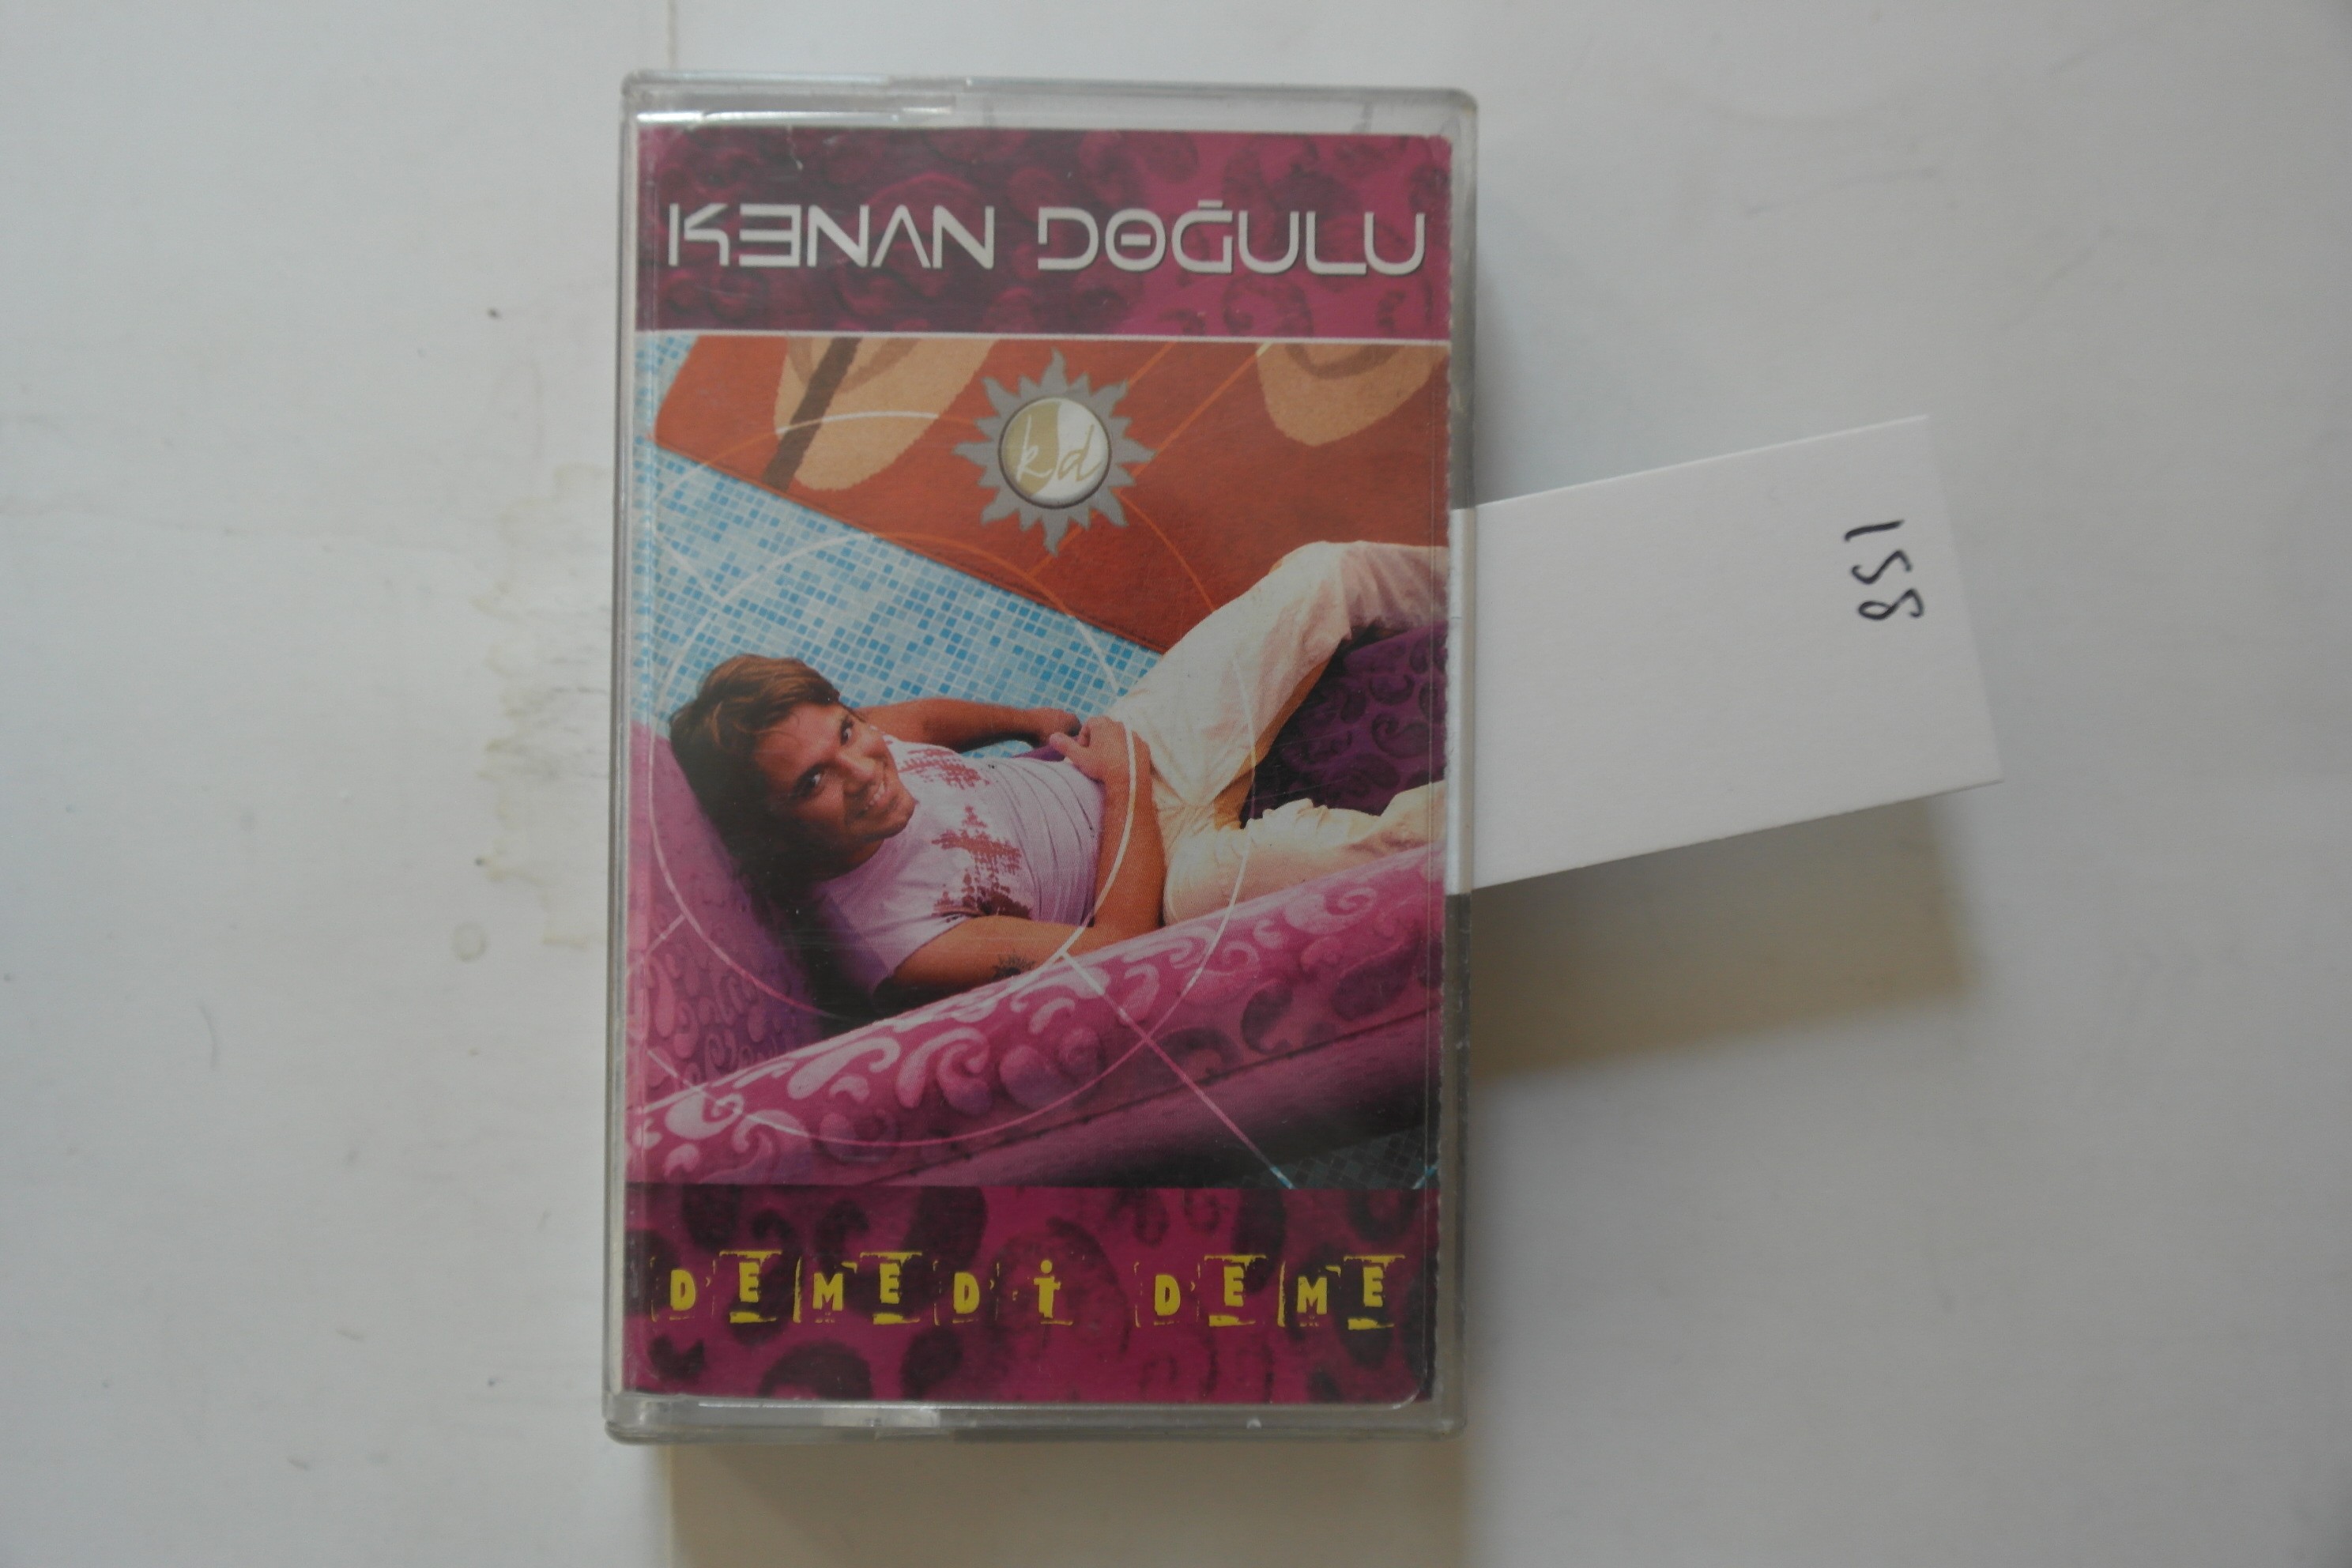 KENAN DOĞULU
kd
158
DEMEDİ DEME